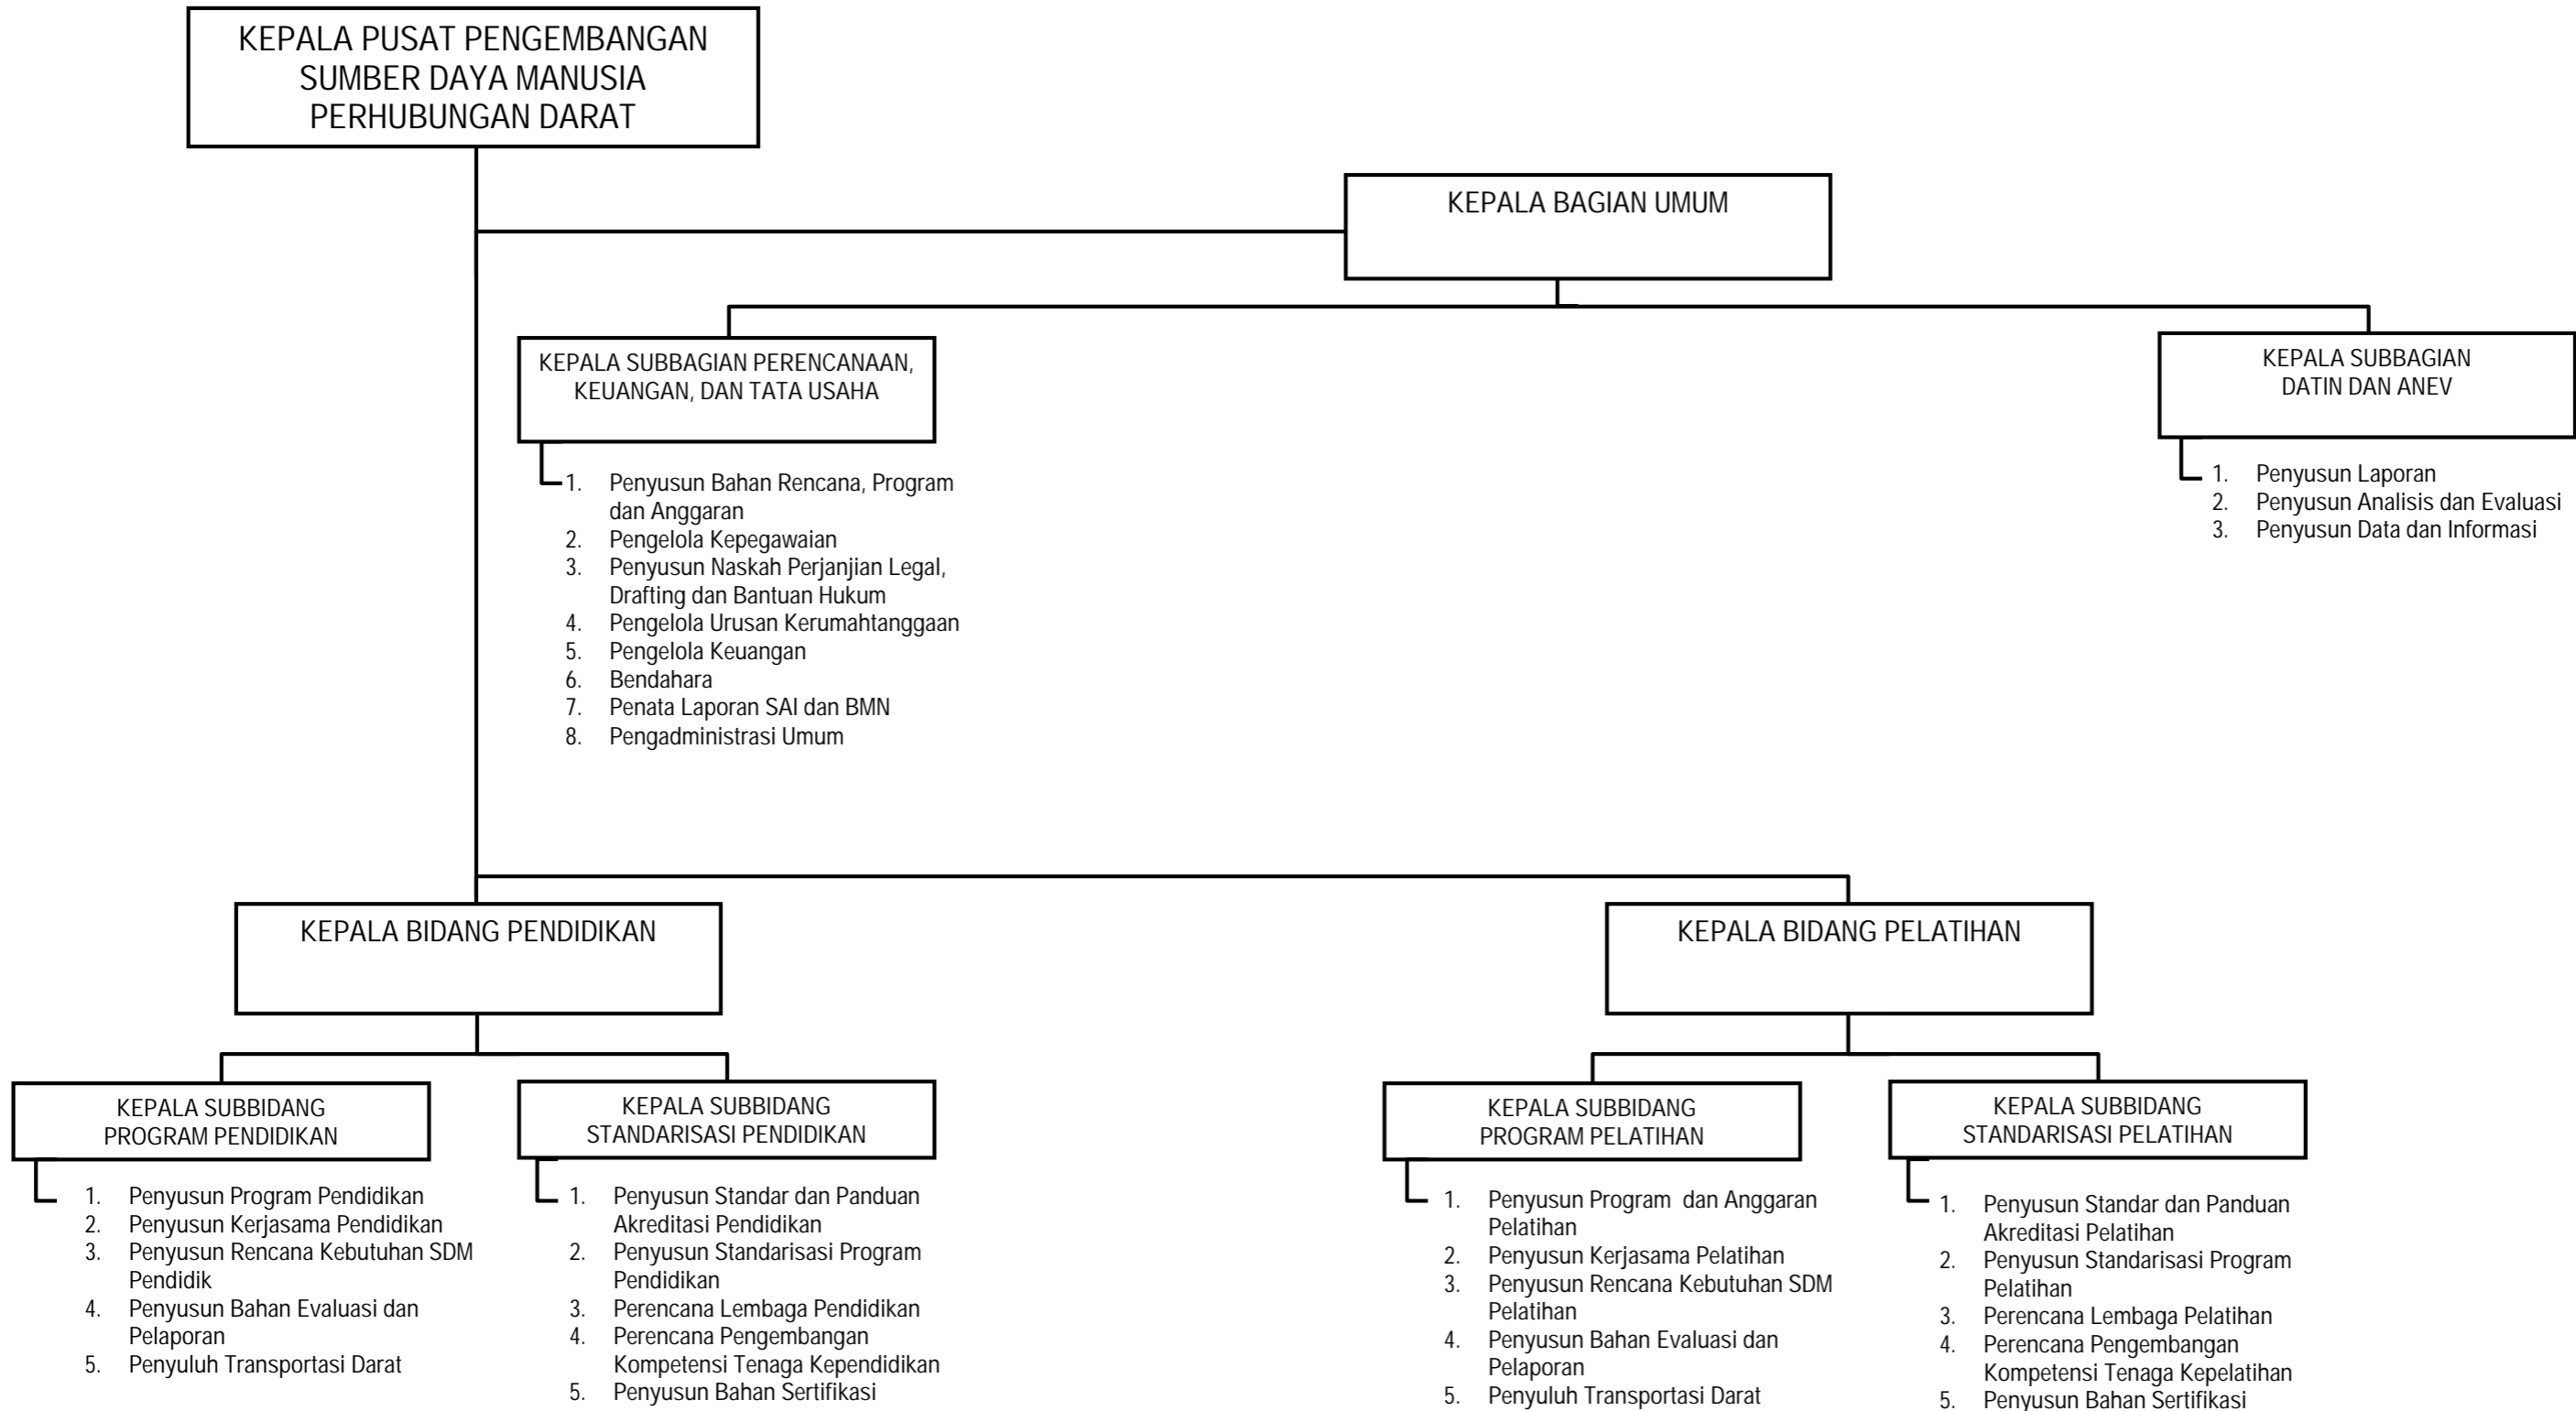 KEPALA PUSAT PENGEMBANGAN
SUMBER DAYA MANUSIA
PERHUBUNGAN DARAT
KEPALA BAGIAN UMUM
KEPALA SUBBAGIAN PERENCANAAN,
KEUANGAN, DAN TATA USAHA
1. Penyusun Bahan Rencana, Program
dan Anggaran
2. Pengelola Kepegawaian
3. Penyusun Naskah Perjanjian Legal,
Drafting dan Bantuan Hukum
4. Pengelola Urusan Kerumahtanggaan
5. Pengelola Keuangan
6. Bendahara
7. Penata Laporan SAI dan BMN
8. Pengadministrasi Umum
KEPALA SUBBAGIAN
DATIN DAN ANEV
1. Penyusun Laporan
2. Penyusun Analisis dan Evaluasi
3. Penyusun Data dan Informasi
KEPALA BIDANG PENDIDIKAN
KEPALA SUBBIDANG
PROGRAM PENDIDIKAN
1. Penyusun Program Pendidikan
2. Penyusun Kerjasama Pendidikan
3. Penyusun Rencana Kebutuhan SDM
Pendidik
4. Penyusun Bahan Evaluasi dan
Pelaporan
5. Penyuluh Transportasi Darat
KEPALA SUBBIDANG
STANDARISASI PENDIDIKAN
1. Penyusun Standar dan Panduan
Akreditasi Pendidikan
2. Penyusun Standarisasi Program
Pendidikan
3. Perencana Lembaga Pendidikan
4. Perencana Pengembangan
Kompetensi Tenaga Kependidikan
5. Penyusun Bahan Sertifikasi
KEPALA BIDANG PELATIHAN
KEPALA SUBBIDANG
PROGRAM PELATIHAN
1. Penyusun Program dan Anggaran
Pelatihan
2. Penyusun Kerjasama Pelatihan
3. Penyusun Rencana Kebutuhan SDM
Pelatihan
4. Penyusun Bahan Evaluasi dan
Pelaporan
5. Penyuluh Transportasi Darat
KEPALA SUBBIDANG
STANDARISASI PELATIHAN
1. Penyusun Standar dan Panduan
Akreditasi Pelatihan
2. Penyusun Standarisasi Program
Pelatihan
3. Perencana Lembaga Pelatihan
4. Perencana Pengembangan
Kompetensi Tenaga Kepelatihan
5. Penyusun Bahan Sertifikasi